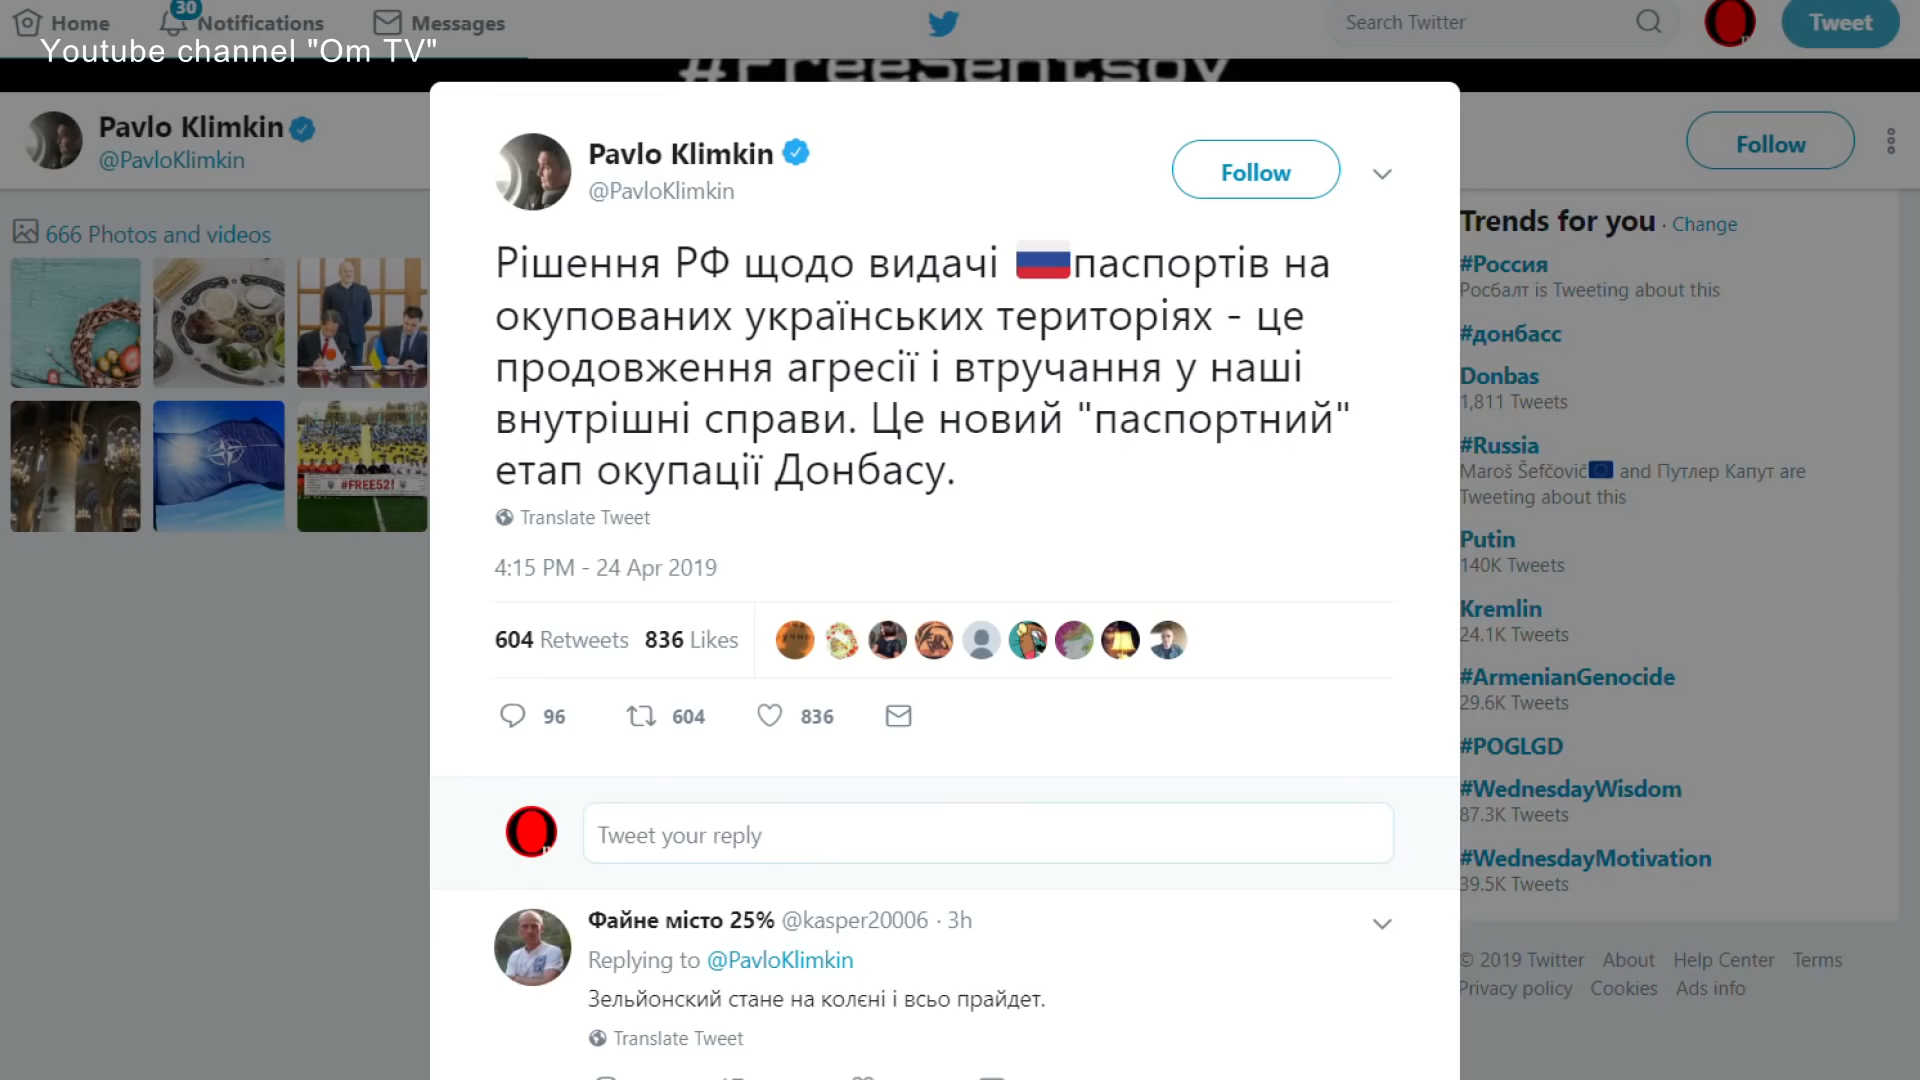 Home
30
Notifications
Messages
Search Twitter
Tweet
Youtube channel "Om TV"
#FreeSentsov
Pavlo Klimkin
@PavloKlimkin
Follow
666 Photos and videos
#FREE52!
Pavlo Klimkin
@PavloKlimkin
Follow
Рішення РФ щодо видачі 🇷🇺паспортів на
окупованих українських територіях - це
продовження агресії і втручання у наші
внутрішні справи. Це новий "паспортний"
етап окупації Донбасу.
Translate Tweet
4:15 PM - 24 Apr 2019
604 Retweets 836 Likes
96 604 836
Tweet your reply
Файне місто 25% @kasper20006 · 3h
Replying to @PavloKlimkin
Зельйонский стане на колєні і всьо прайдет.
Translate Tweet
Trends for you · Change
#Россия
Росбалт is Tweeting about this
#донбасс
Donbas
1,811 Tweets
#Russia
Maroš Šefčovič🇪🇺 and Путлер Капут are
Tweeting about this
Putin
140K Tweets
Kremlin
24.1K Tweets
#ArmenianGenocide
29.6K Tweets
#POGLGD
#WednesdayWisdom
87.3K Tweets
#WednesdayMotivation
39.5K Tweets
© 2019 Twitter About Help Center Terms
Privacy policy Cookies Ads info